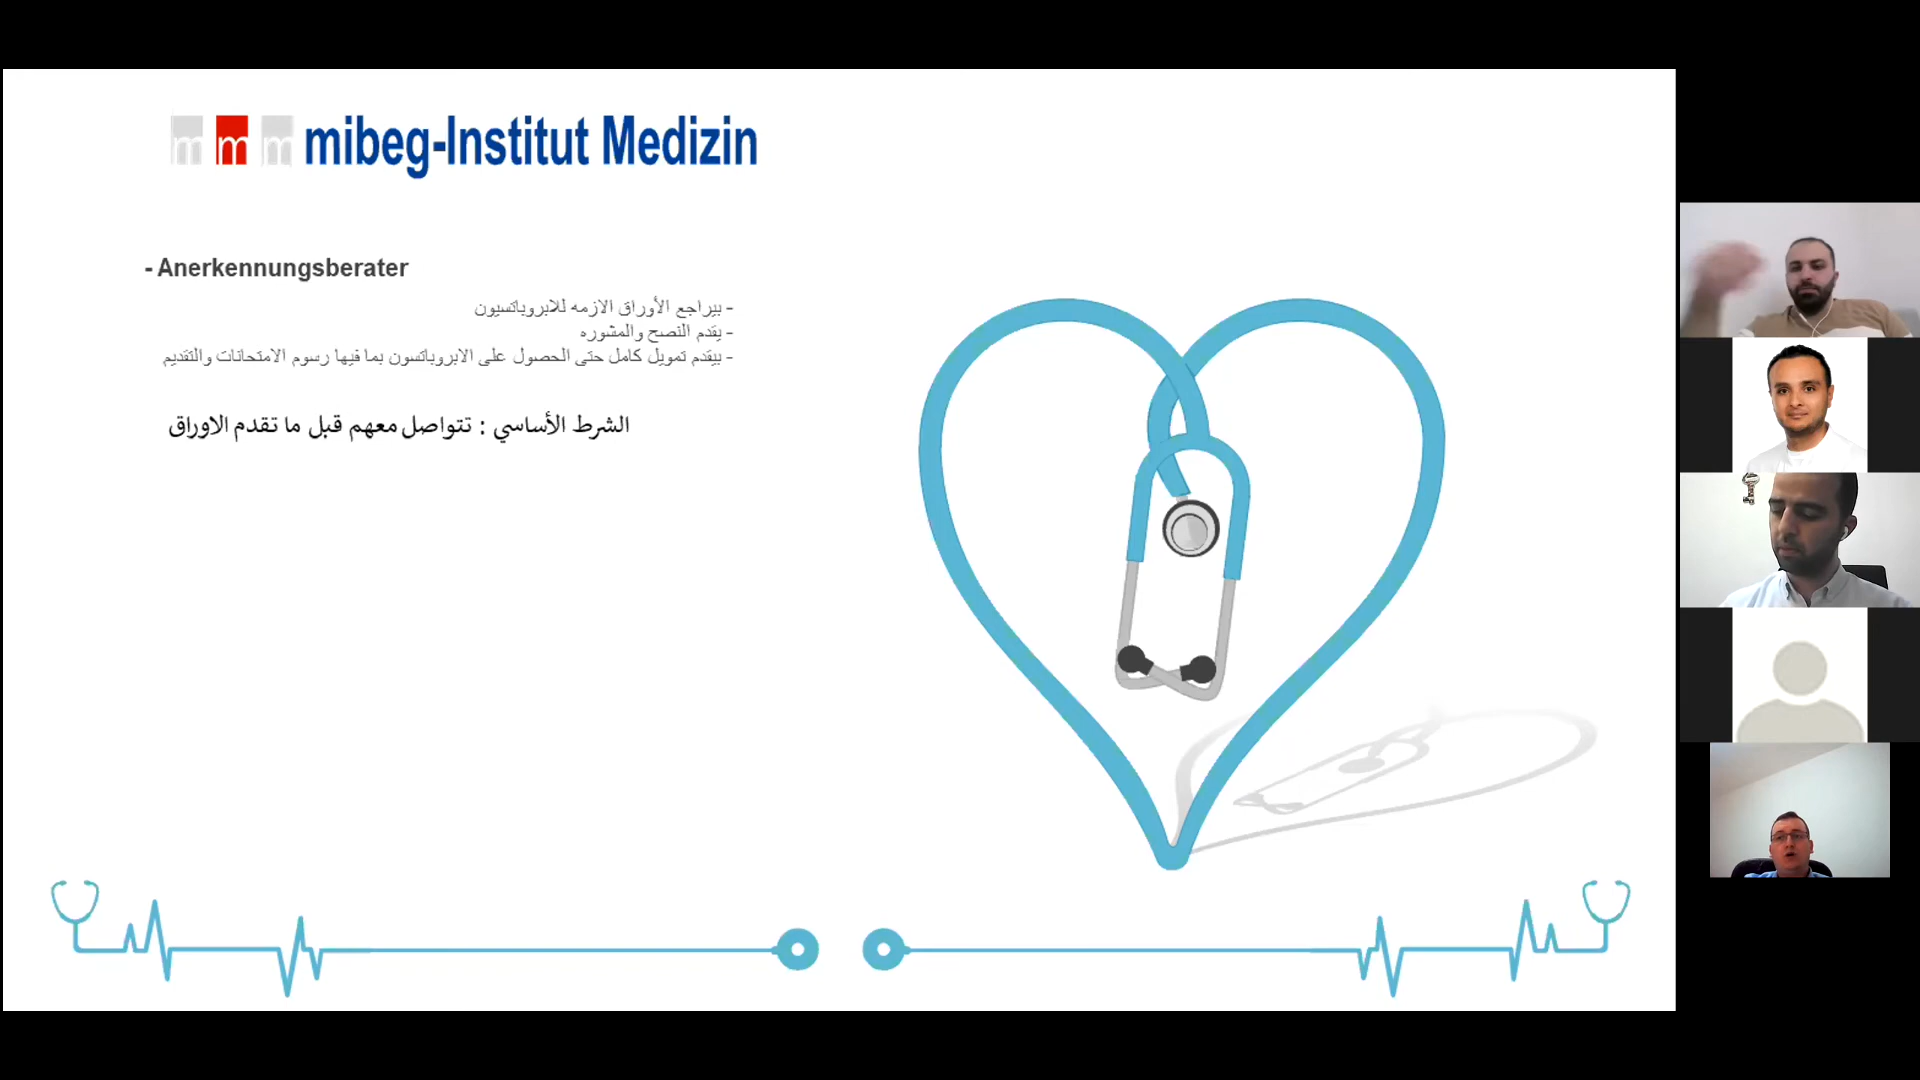 m m m mibeg-Institut Medizin
- Anerkennungsberater
- بيراجع الأوراق الازمه للابروباتسيون
- يقدم النصح والمشوره
- بيقدم تمويل كامل حتى الحصول على الابروباتسون بما فيها رسوم الامتحانات والتقديم
الشرط الأساسي : تتواصل معهم قبل ما تقدم الاوراق